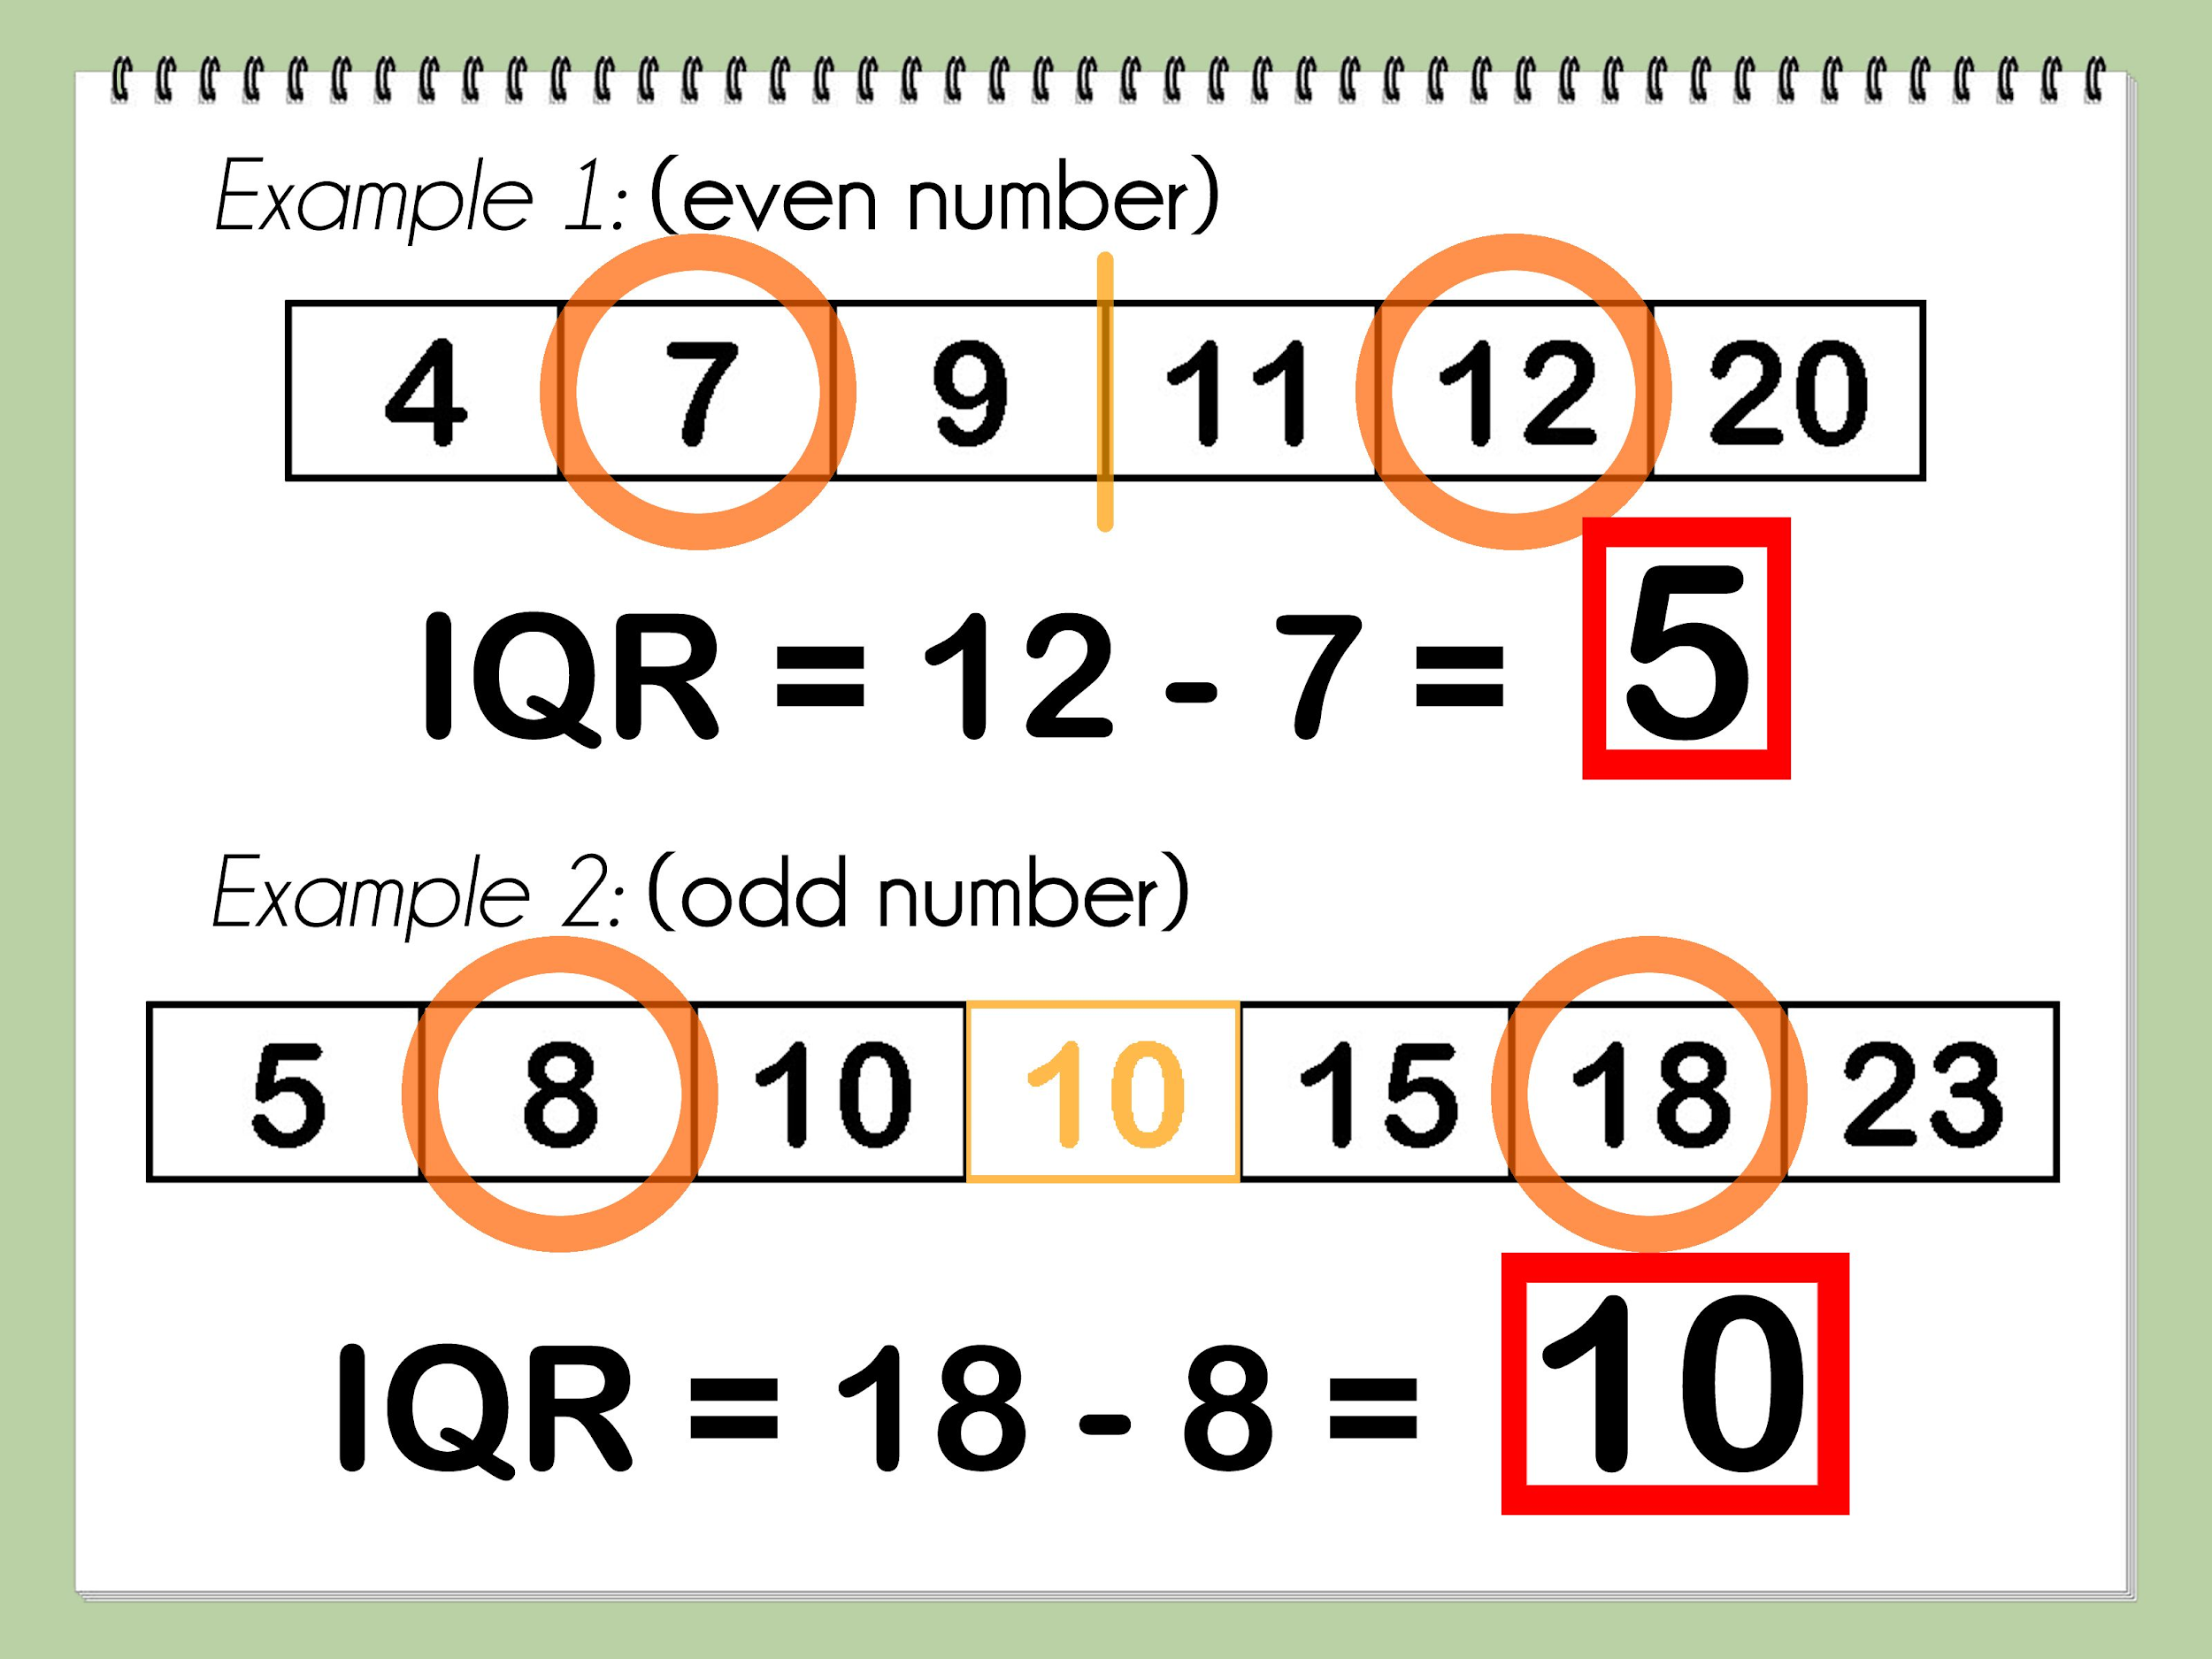 Example 1: (even number)
4 7 9 11 12 20
IQR = 12 - 7 = 5
Example 2: (odd number)
5 8 10 10 15 18 23
IQR = 18 - 8 = 10